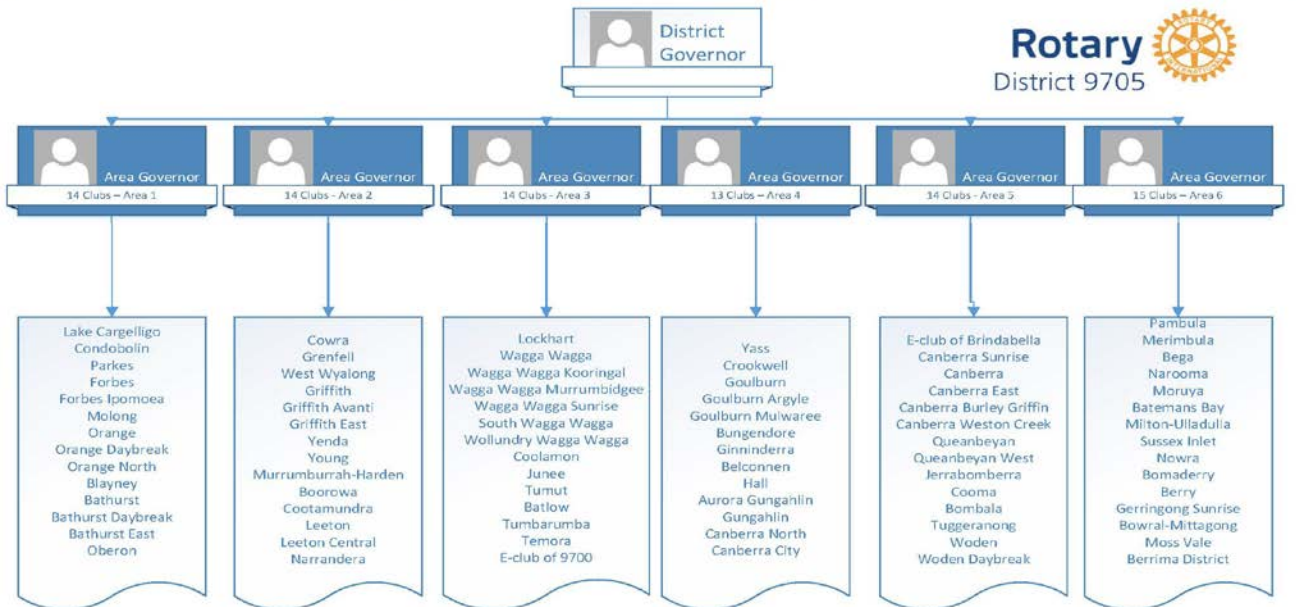 District
Governor
Rotary
District 9705
ROTARY
INTERNATIONAL
Area Governor
14 Clubs – Area 1
Area Governor
14 Clubs - Area 2
Area Governor
14 Clubs - Area 3
Area Governor
13 Clubs – Area 4
Area Governor
14 Clubs - Area 5
Area Governor
15 Clubs – Area 6
Lake Cargelligo
Condobolin
Parkes
Forbes
Forbes Ipomoea
Molong
Orange
Orange Daybreak
Orange North
Blayney
Bathurst
Bathurst Daybreak
Bathurst East
Oberon
Cowra
Grenfell
West Wyalong
Griffith
Griffith Avanti
Griffith East
Yenda
Young
Murrumburrah-Harden
Boorowa
Cootamundra
Leeton
Leeton Central
Narrandera
Lockhart
Wagga Wagga
Wagga Wagga Kooringal
Wagga Wagga Murrumbidgee
Wagga Wagga Sunrise
South Wagga Wagga
Wollundry Wagga Wagga
Coolamon
Junee
Tumut
Batlow
Tumbarumba
Temora
E-club of 9700
Yass
Crookwell
Goulburn
Goulburn Argyle
Goulburn Mulwaree
Bungendore
Ginninderra
Belconnen
Hall
Aurora Gungahlin
Gungahlin
Canberra North
Canberra City
E-club of Brindabella
Canberra Sunrise
Canberra
Canberra East
Canberra Burley Griffin
Canberra Weston Creek
Queanbeyan
Queanbeyan West
Jerrabomberra
Cooma
Bombala
Tuggeranong
Woden
Woden Daybreak
Pambula
Merimbula
Bega
Narooma
Moruya
Batemans Bay
Milton-Ulladulla
Sussex Inlet
Nowra
Bomaderry
Berry
Gerringong Sunrise
Bowral-Mittagong
Moss Vale
Berrima District